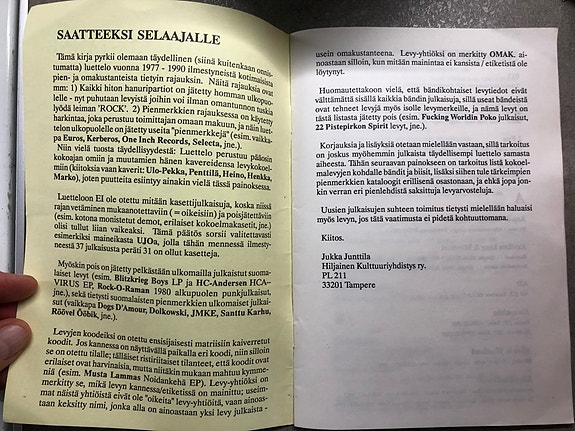 SAATTEEKSI SELAAJALLE
Tämä kirja pyrkii olemaan täydellinen (siinä kuitenkaan onnis-
tumatta) luettelo vuonna 1977 - 1990 ilmestyneistä kotimaisista
pien- ja omakustanteista tietyin rajauksin. Näitä rajauksia ovat
mm: 1) Kaikki hiton hanuripartiot on jätetty homman ulkopuo-
lelle - nyt puhutaan levyistä joihin voi ilman omantunnon tuskia
lyödä leiman 'ROCK'. 2) Pienmerkkien rajauksessa on käytetty
harkintaa, joka perustuu toimittajan omaan makuun, ja näin luet-
telon ulkopuolelle on jätetty useita "pienmerkkejä" (esim. vaikka-
pa Euros, Kerberos, One Inch Records, Selecta, jne.).
Niin vielä tuosta täydellisyydestä: Luettelo perustuu pääosin
kokoajan omiin ja muutamien hänen kavereidensa levykokoel-
miin (kiitoksia vaan kaverit: Ulo-Pekka, Penttilä, Heino, Henkka,
Marko), joten puutteita esiintyy ainakin vielä tässä painoksessa.
Luetteloon EI ole otettu mitään kasettijulkaisuja, koska niissä
rajan vetäminen mukaanotettaviin (= oikeisiin) ja poisjätettäviin
(esim. kotona monistetut demot, erilaiset kokoelmakasetit, jne.)
olisi tullut liian vaikeaksi. Tämä päätös sorsii valitettavasti
esimerkiksi maineikasta UJOa, jolla tähän mennessä ilmesty-
neestä 37 julkaisusta peräti 31 on ollut kasetteja.
Myöskin pois on jätetty pelkästään ulkomailla julkaistut suoma-
laiset levyt (esim. Blitzkrieg Boys LP ja HC-Andersen HCA-
VIRUS EP, Rock-O-Raman 1980 alkupuolen punkjulkaisut,
jne.), sekä tietysti suomalaisten pienmerkkien ulkomaiset julkai-
sut (vaikkapa Dogs D'Amour, Dolkowski, JMKE, Santtu Karhu,
Röövel Ööbik, jne.).
Levyjen koodeiksi on otettu ensisijaisesti matriisiin kaiverretut
koodit. Jos kannessa on näyttävällä paikalla eri koodi, niin silloin
se on otettu tilalle; tällaiset ristiriitaiset tilanteet, että koodit ovat
erilaiset ovat harvinaisia, mutta niitäkin mukaan mahtuu kymme-
niä (esim. Musta Lammas Noidankehä EP). Levy-yhtiöksi on
merkitty se, mikä levyn kannessa/etiketissä on mainittu; useim-
mat näistä yhtiöistä eivät ole "oikeita" levy-yhtiöitä, vaan ainoas-
taan keksitty nimi, jonka alla on ainoastaan yksi levy julkaista -
usein omakustanteena. Levy-yhtiöksi on merkitty OMAK. ai-
noastaan silloin, kun mitään mainintaa ei kansista / etiketistä ole
löytynyt.
Huomautettakoon vielä, että bändikohtaiset levytiedot eivät
välttämättä sisällä kaikkia bändin julkaisuja, sillä useat bändeistä
ovat tehneet levyjä myös isolle levymerkeille, ja nämä levyt on
tästä listasta jätetty pois (esim. Fucking Worldin Poko julkaisut,
22 Pistepirkon Spirit levyt, jne.).
Korjauksia ja lisäyksiä otetaan mielellään vastaan, sillä tarkoitus
on joskus myöhemmin julkaista täydellisempi luettelo samasta
aiheesta. Tähän seuraavaan painokseen on tarkoitus listä kokoel-
malevyjen kohdalle bändit ja biisit, lisäksi siihen tule tärkeimpien
pienmerkkien kataloogit erillisenä osastonaan, ja ehkä jopa jon-
kin verran eri pienlehdistä saksittuja levyarvosteluja.
Uusien julkaisujen suhteen toimitus tietysti mielellään haluaisi
myös levyn, jos tätä vaatimusta ei pidetä kohtuuttomana.
Kiitos.
Jukka Junttila
Hiljainen Kulttuuriyhdistys ry.
PL 211
33201 Tampere